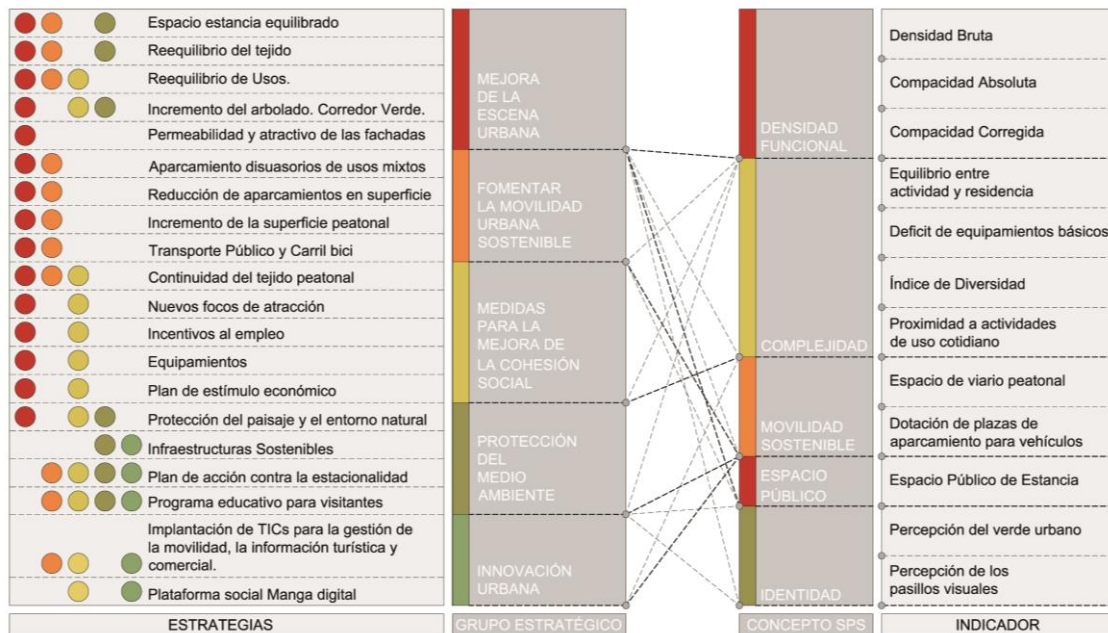 Espacio estancia equilibrado
Reequilibrio del tejido
Reequilibrio de Usos.
Incremento del arbolado. Corredor Verde.
Permeabilidad y atractivo de las fachadas
Aparcamiento disuasorios de usos mixtos
Reducción de aparcamientos en superficie
Incremento de la superficie peatonal
Transporte Público y Carril bici
Continuidad del tejido peatonal
Nuevos focos de atracción
Incentivos al empleo
Equipamientos
Plan de estímulo económico
Protección del paisaje y el entorno natural
Infraestructuras Sostenibles
Plan de acción contra la estacionalidad
Programa educativo para visitantes
Implantación de TICs para la gestión de
la movilidad, la información turística y
comercial.
Plataforma social Manga digital
ESTRATEGIAS
MEJORA
DE LA
ESCENA
URBANA
FOMENTAR
LA MOVILIDAD
URBANA
SOSTENIBLE
MEDIDAS
PARA LA
MEJORA DE
LA COHESIÓN
SOCIAL
PROTECCIÓN
DEL
MEDIO
AMBIENTE
INNOVACIÓN
URBANA
GRUPO ESTRATÉGICO
DENSIDAD
FUNCIONAL
COMPLEJIDAD
MOVILIDAD
SOSTENIBLE
ESPACIO
PÚBLICO
IDENTIDAD
CONCEPTO SPS
Densidad Bruta
Compacidad Absoluta
Compacidad Corregida
Equilibrio entre
actividad y residencia
Deficit de equipamientos básicos
Índice de Diversidad
Proximidad a actividades
de uso cotidiano
Espacio de viario peatonal
Dotación de plazas de
aparcamiento para vehículos
Espacio Público de Estancia
Percepción del verde urbano
Percepción de los
pasillos visuales
INDICADOR